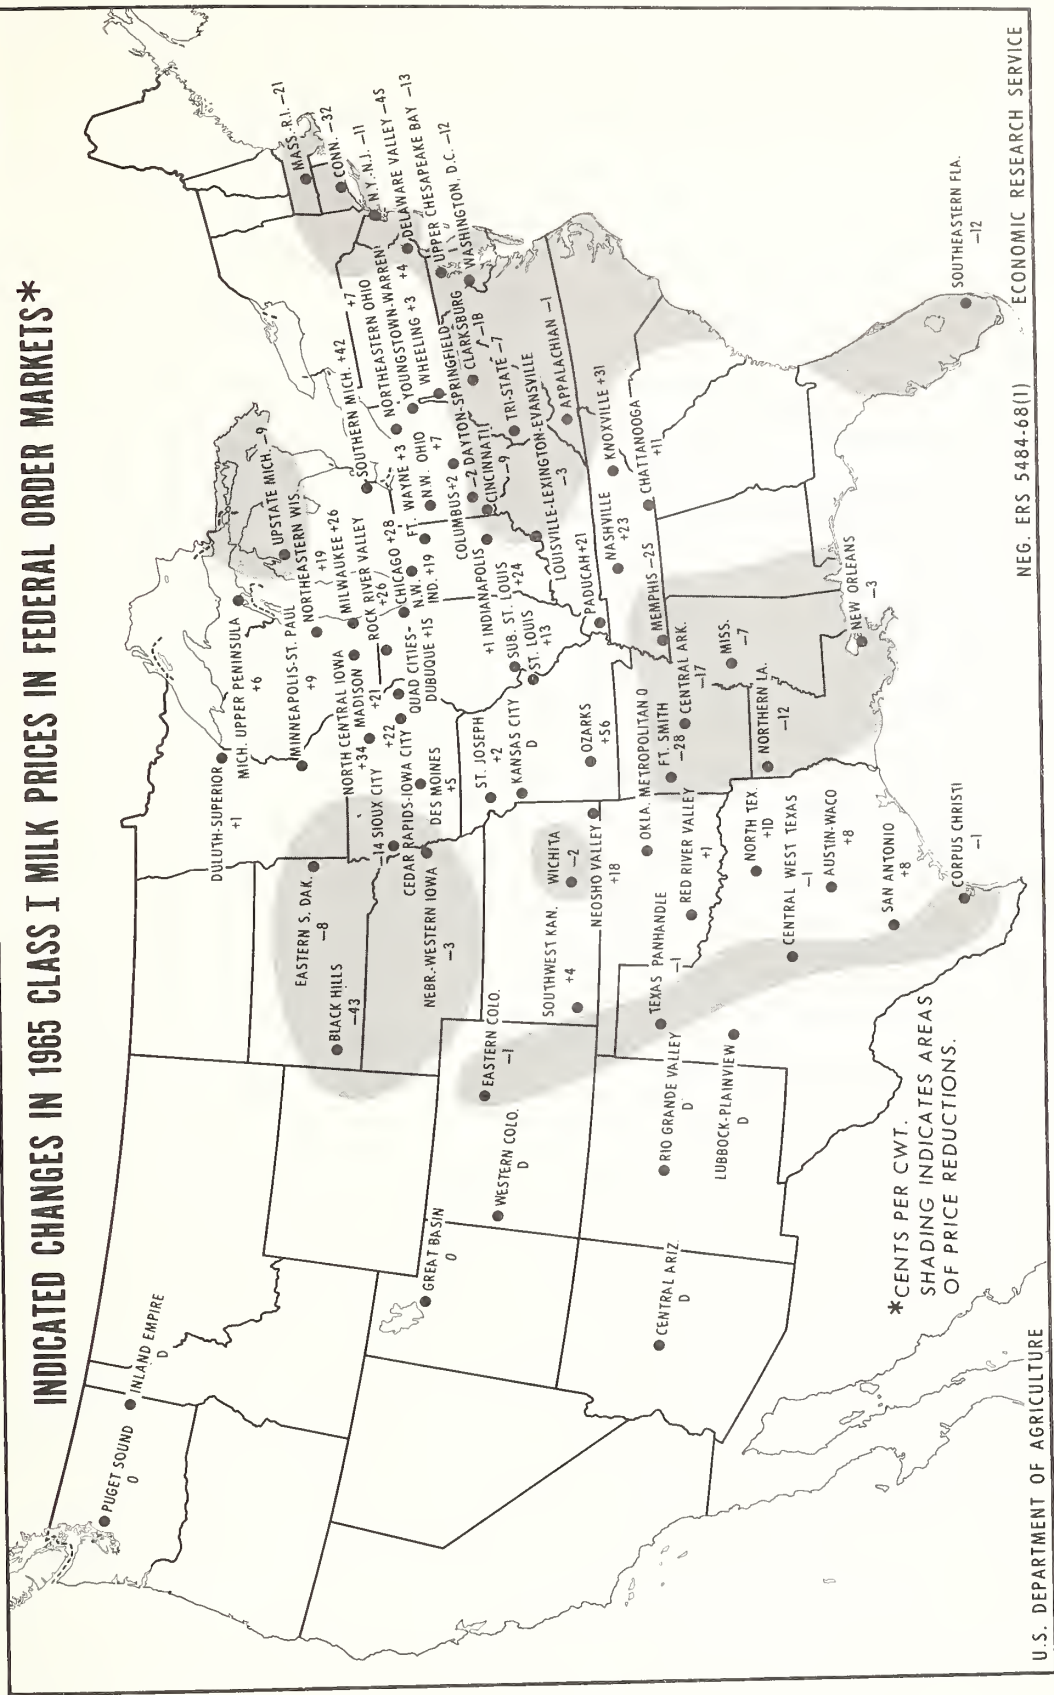 INDICATED CHANGES IN 1965 CLASS I MILK PRICES IN FEDERAL ORDER MARKETS*
PUGET SOUND
0
INLAND EMPIRE
0
GREAT BASIN
0
WESTERN COLO.
0
EASTERN COLO.
-1
CENTRAL ARIZ.
0
RIO GRANDE VALLEY
0
LUBBOCK-PLAINVIEW
0
TEXAS PANHANDLE
-1
RED RIVER VALLEY
+1
CENTRAL WEST TEXAS
-1
NORTH TEX.
+10
AUSTIN-WACO
+8
SAN ANTONIO
+8
CORPUS CHRISTI
-1
BLACK HILLS
-43
EASTERN S. DAK.
-8
NEBR.-WESTERN IOWA
-3
SOUTHWEST KAN.
+4
WICHITA
-2
NEOSHO VALLEY
+18
OKLA. METROPOLITAN 0
FT. SMITH
-28
CENTRAL ARK.
-17
NORTHERN LA.
-12
MISS.
-7
NEW ORLEANS
-3
MEMPHIS -25
DULUTH-SUPERIOR
+1
MICH. UPPER PENINSULA
+6
MINNEAPOLIS-ST. PAUL
+9
NORTHEASTERN WIS.
+19
UPSTATE MICH. -9
NORTH CENTRAL IOWA
+34
MADISON
+21
MILWAUKEE +26
ROCK RIVER VALLEY
+26
CHICAGO +28
-14 SIOUX CITY
CEDAR RAPIDS-IOWA CITY
+22
QUAD CITIES-
DUBUQUE +15
DES MOINES
+5
N.W.
IND. +19
ST. JOSEPH
+2
KANSAS CITY
0
OZARKS
+56
ST. LOUIS
+13
SUB. ST. LOUIS
+24
+1 INDIANAPOLIS
PADUCAH +21
NASHVILLE
+23
CHATTANOOGA
+11
KNOXVILLE +31
LOUISVILLE-LEXINGTON-EVANSVILLE
-3
CINCINNATI
-9
-2 DAYTON-SPRINGFIELD
COLUMBUS +2
TRI-STATE -7
APPALACHIAN -1
CLARKSBURG
-18
FT. WAYNE +3
N.W. OHIO
+7
SOUTHERN MICH. +42
NORTHEASTERN OHIO
+7
YOUNGSTOWN-WARREN
+4
WHEELING +3
MASS.-R.I. -21
CONN. -32
N.Y.-N.J. -11
DELAWARE VALLEY -45
UPPER CHESAPEAKE BAY -13
WASHINGTON, D.C. -12
SOUTHEASTERN FLA.
-12
*CENTS PER CWT.
SHADING INDICATES AREAS
OF PRICE REDUCTIONS.
U.S. DEPARTMENT OF AGRICULTURE
NEG. ERS 5484-68(1)
ECONOMIC RESEARCH SERVICE